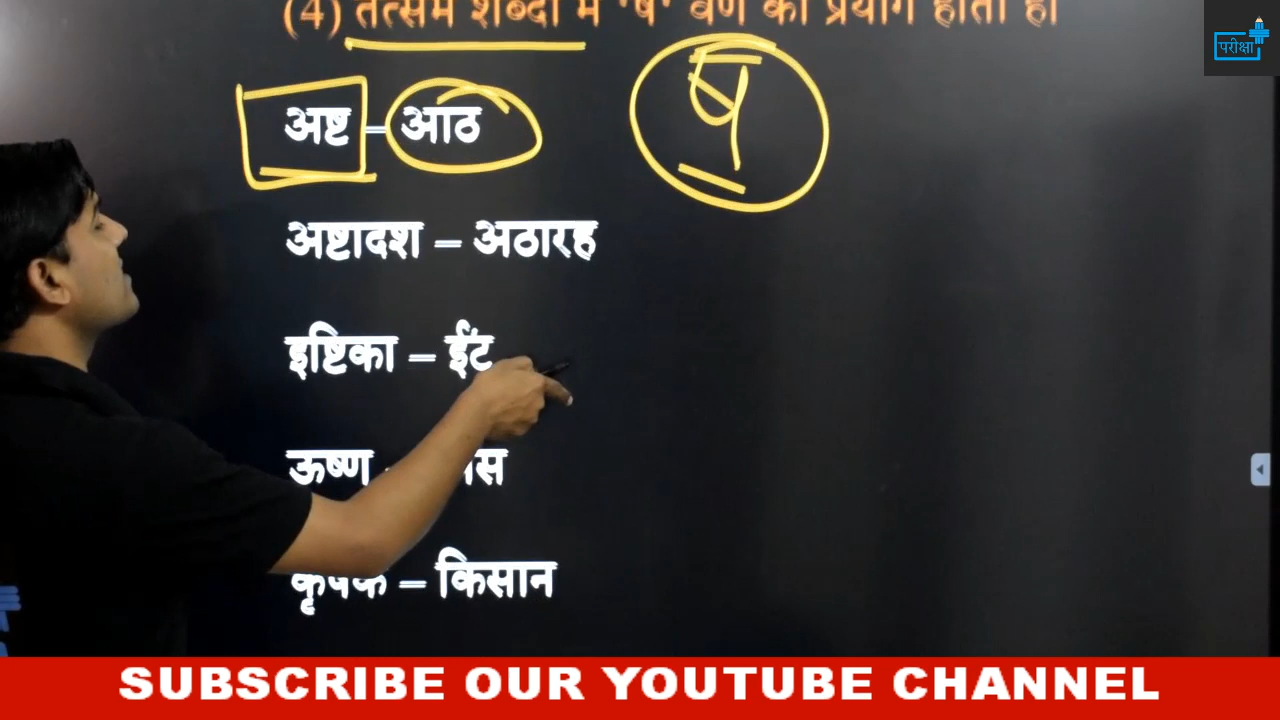 (4) तत्सम शब्दों में 'ष' वर्ण का प्रयोग होता है।
परीक्षा
ष
अष्ट – आठ
अष्टादश – अठारह
इष्टिका – ईंट
ऊष्ण –
कृषक – किसान
SUBSCRIBE OUR YOUTUBE CHANNEL